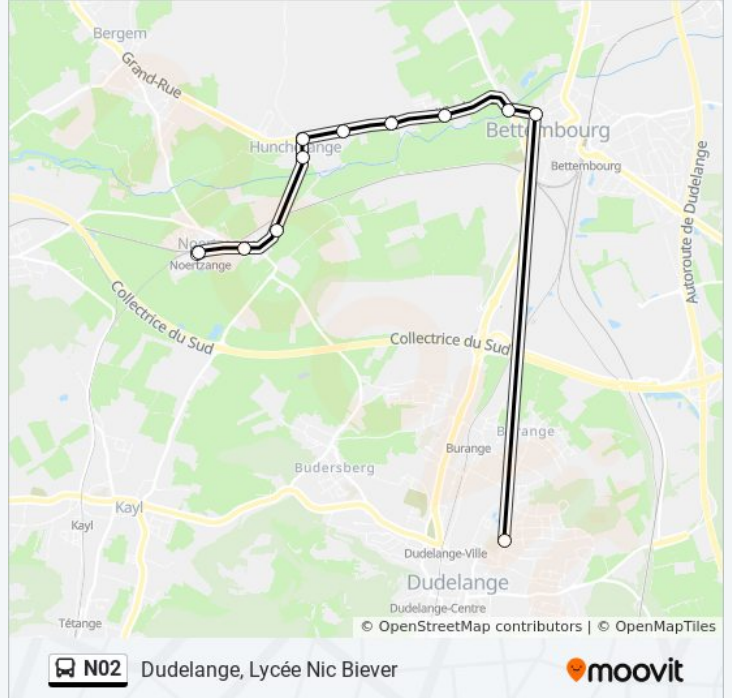 Bergem
Grand-Rue
Bettembourg
Huncherange
Bettembourg
Autoroute de Dudelange
Noertzange
Collectrice du Sud
Collectrice du Sud
Burange
Burange
Budersberg
Kayl
Kayl
Dudelange-Ville
Dudelange
Dudelange-Centre
Tétange
© OpenStreetMap contributors | © OpenMapTiles
N02 Dudelange, Lycée Nic Biever
moovit